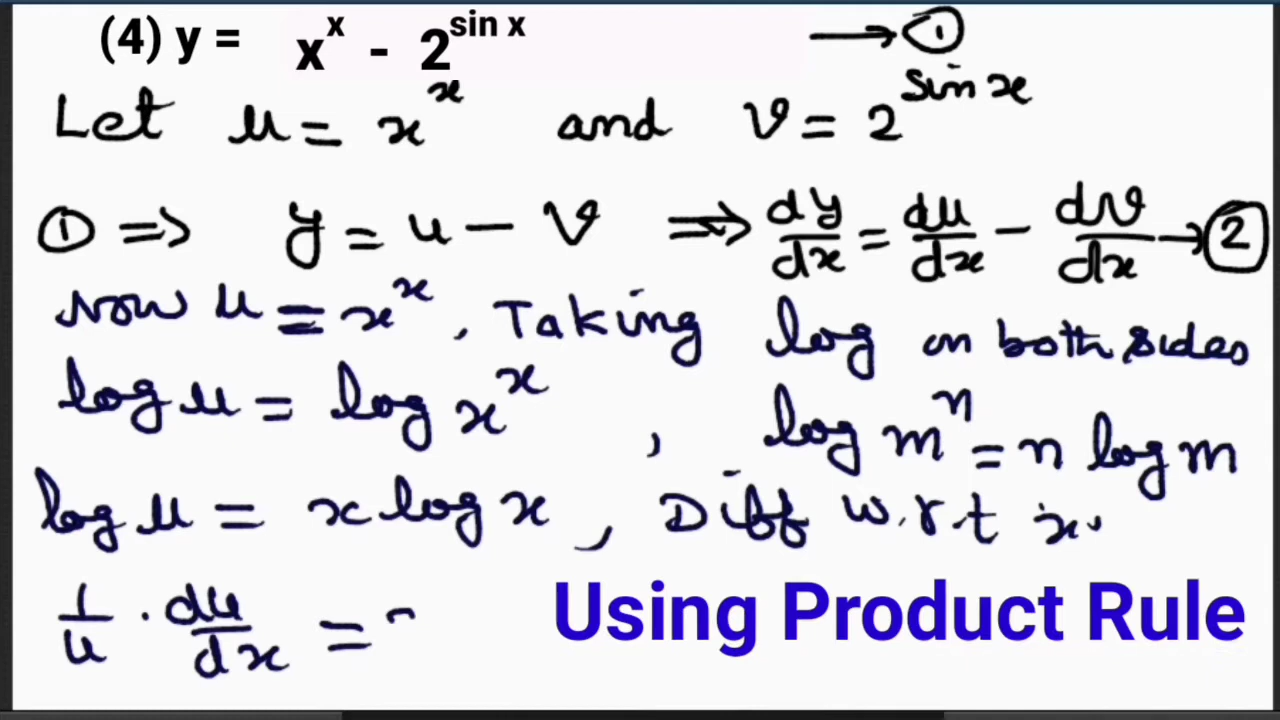 (4) y = x^x - 2^sin x → ①
Let u = x^x and v = 2^sin x
① ⇒ y = u - v ⇒ dy/dx = du/dx - dv/dx → ②
Now u = x^x, Taking log on both sides
log u = log x^x, log m^n = n log m
log u = x log x, Diff w.r.t x.
1/u · du/dx =
Using Product Rule